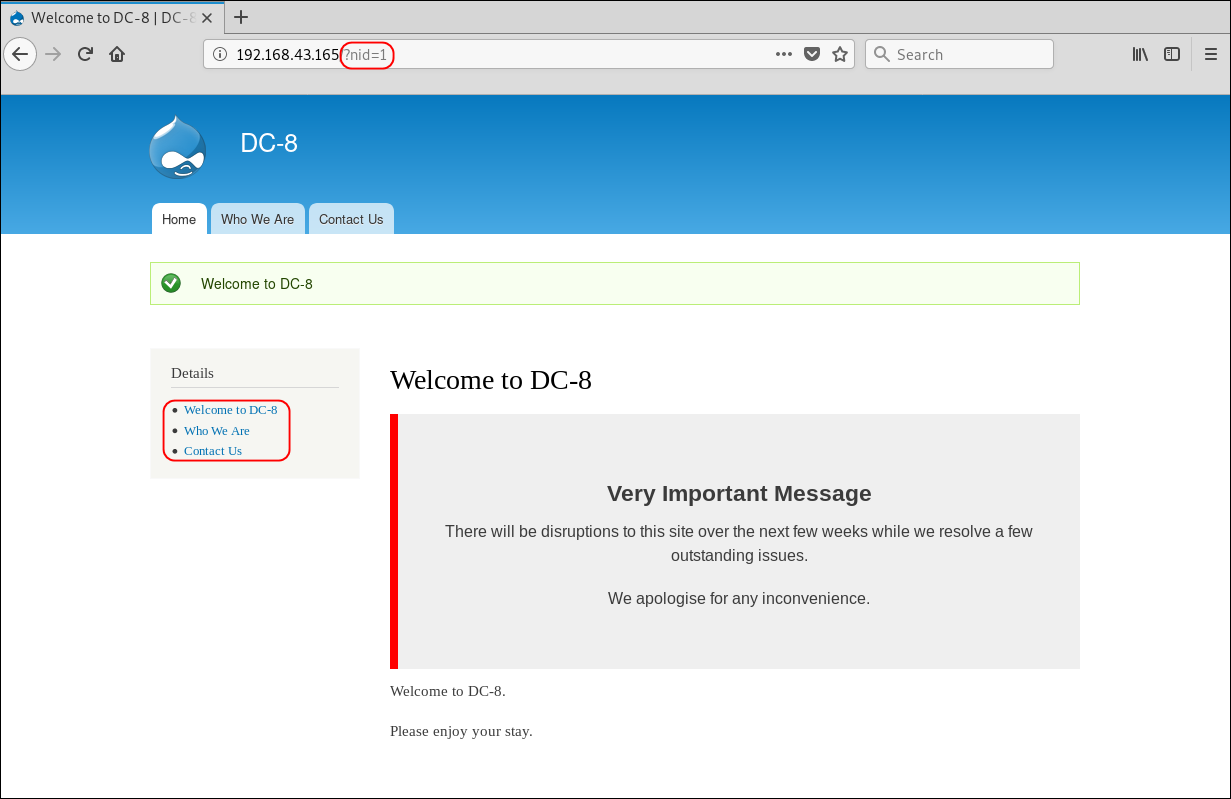 Welcome to DC-8 | DC-8
192.168.43.165/?nid=1
Search
DC-8
Home
Who We Are
Contact Us
Welcome to DC-8
Details
Welcome to DC-8
Who We Are
Contact Us
Welcome to DC-8
Very Important Message
There will be disruptions to this site over the next few weeks while we resolve a few
outstanding issues.
We apologise for any inconvenience.
Welcome to DC-8.
Please enjoy your stay.